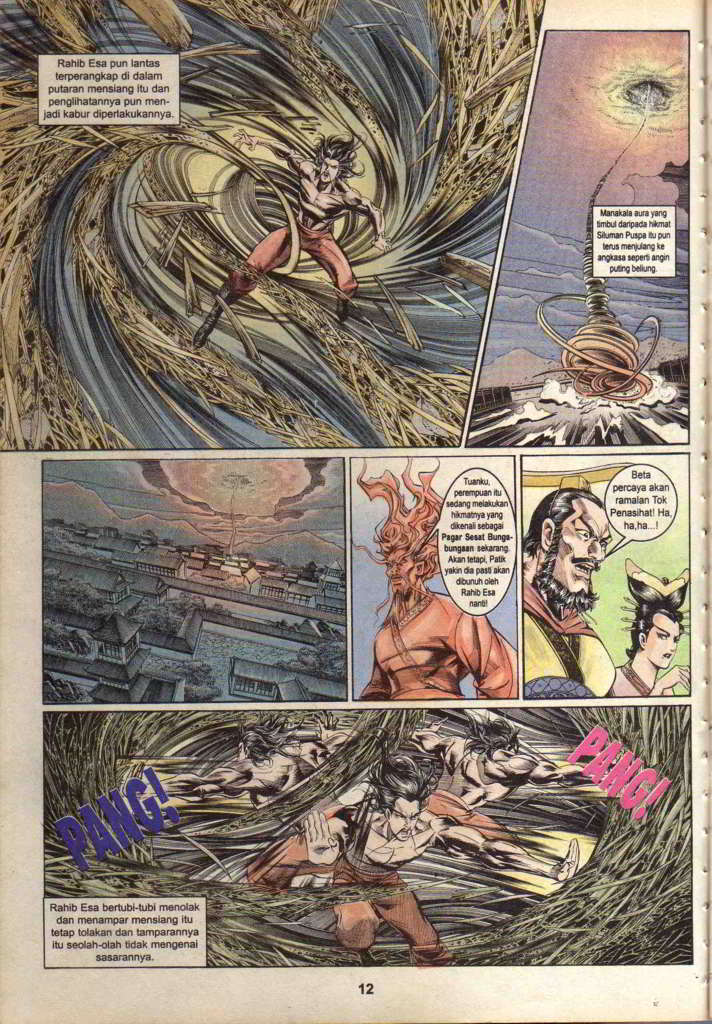 Rahib Esa pun lantas
terperangkap di dalam
putaran mensiang itu dan
penglihatannya pun men-
jadi kabur diperlakukannya.
Manakala aura yang
timbul daripada hikmat
Siluman Puspa itu pun
terus menjulang ke
angkasa seperti angin
puting beliung.
Tuanku,
perempuan itu
sedang melakukan
hikmatnya yang
dikenali sebagai
Pagar Sesat Bunga-
bungaan sekarang.
Akan tetapi, Patik
yakin dia pasti akan
dibunuh oleh
Rahib Esa
nanti!
Beta
percaya akan
ramalan Tok
Penasihat! Ha,
ha,ha...!
PANG!
PANG!
Rahib Esa bertubi-tubi menolak
dan menampar mensiang itu
tetap tolakan dan tamparannya
itu seolah-olah tidak mengenai
sasarannya.
12